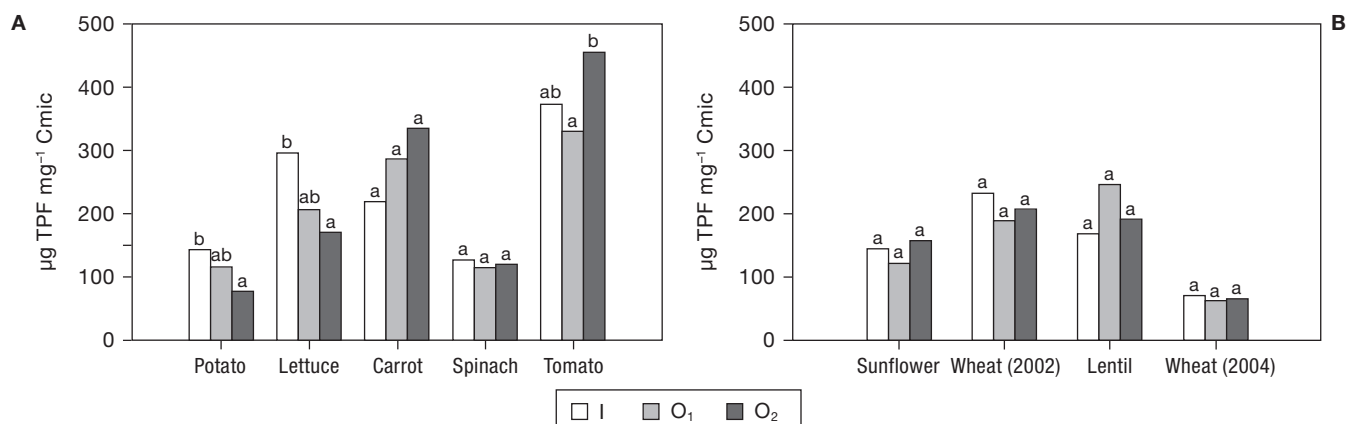 A
B
µg TPF mg⁻¹ Cmic
500
400
300
200
100
0
b
ab
a
b
ab
a
a
a
a
a
a
a
ab
a
b
Potato Lettuce Carrot Spinach Tomato
µg TPF mg⁻¹ Cmic
500
400
300
200
100
0
a
a
a
a
a
a
a
a
a
a
a
a
Sunflower Wheat (2002) Lentil Wheat (2004)
I O₁ O₂